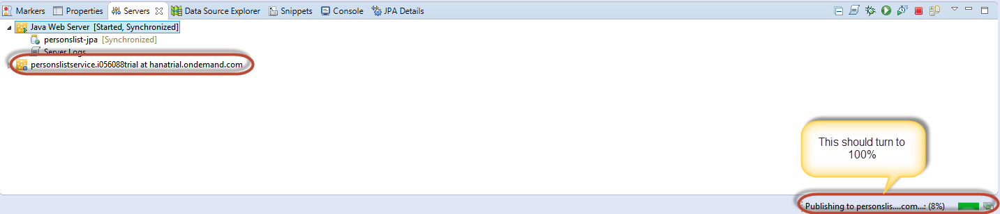 Markers Properties Servers Data Source Explorer Snippets Console JPA Details
Java Web Server [Started, Synchronized]
personslist-jpa [Synchronized]
Server Logs
personslistservice.i056088trial at hanatrial.ondemand.com
This should turn to
100%
Publishing to personslis....com...: (8%)